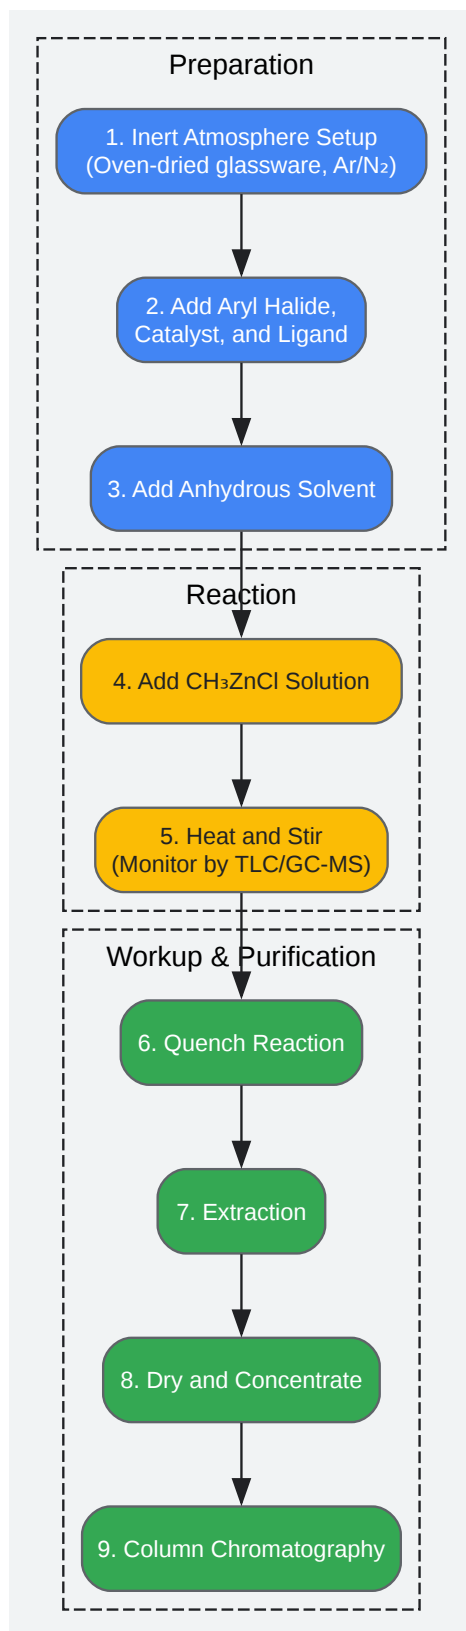 Preparation
1. Inert Atmosphere Setup
(Oven-dried glassware, Ar/N₂)
2. Add Aryl Halide,
Catalyst, and Ligand
3. Add Anhydrous Solvent
Reaction
4. Add CH₃ZnCl Solution
5. Heat and Stir
(Monitor by TLC/GC-MS)
Workup & Purification
6. Quench Reaction
7. Extraction
8. Dry and Concentrate
9. Column Chromatography